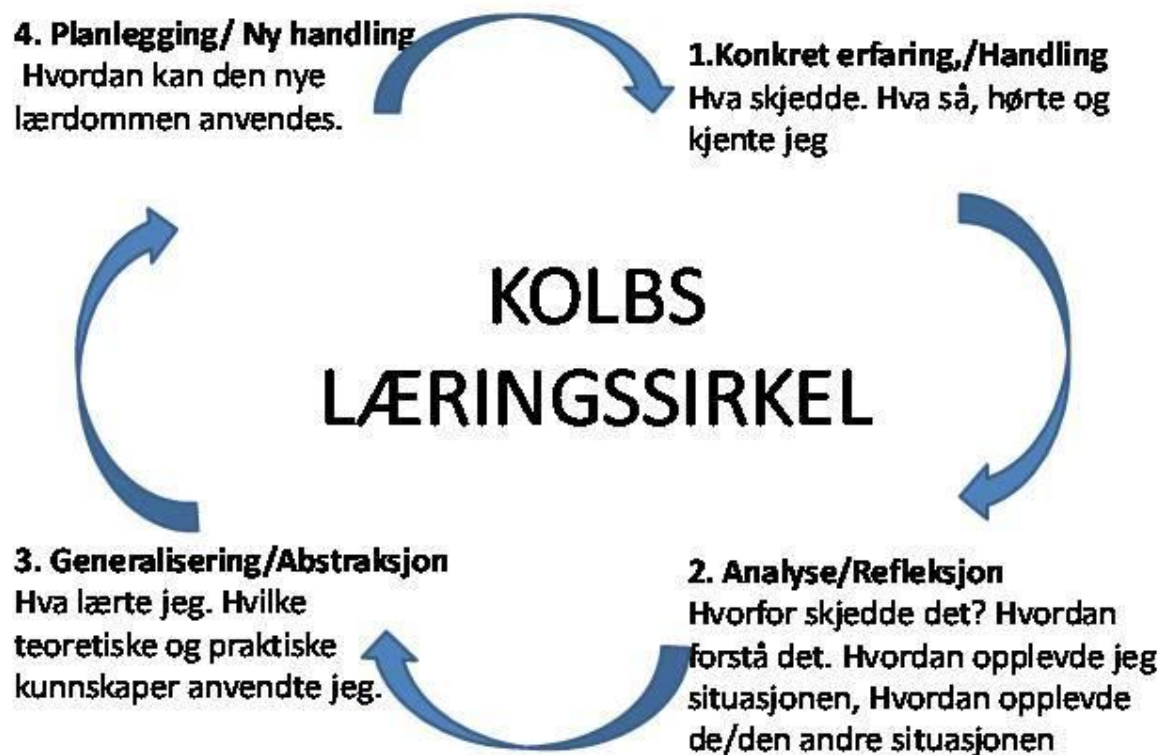 4. Planlegging/ Ny handling
Hvordan kan den nye
lærdommen anvendes.
1.Konkret erfaring,/Handling
Hva skjedde. Hva så, hørte og
kjente jeg
KOLBS
LÆRINGSSIRKEL
3. Generalisering/Abstraksjon
Hva lærte jeg. Hvilke
teoretiske og praktiske
kunnskaper anvendte jeg.
2. Analyse/Refleksjon
Hvorfor skjedde det? Hvordan
forstå det. Hvordan opplevde jeg
situasjonen, Hvordan opplevde
de/den andre situasjonen